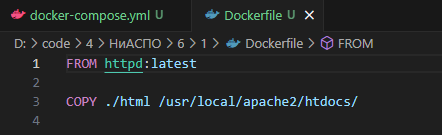 docker-compose.yml U Dockerfile U ×
D: > code > 4 > НиАСПО > 6 > 1 > Dockerfile > FROM
1 FROM httpd:latest
2
3 COPY ./html /usr/local/apache2/htdocs/
4